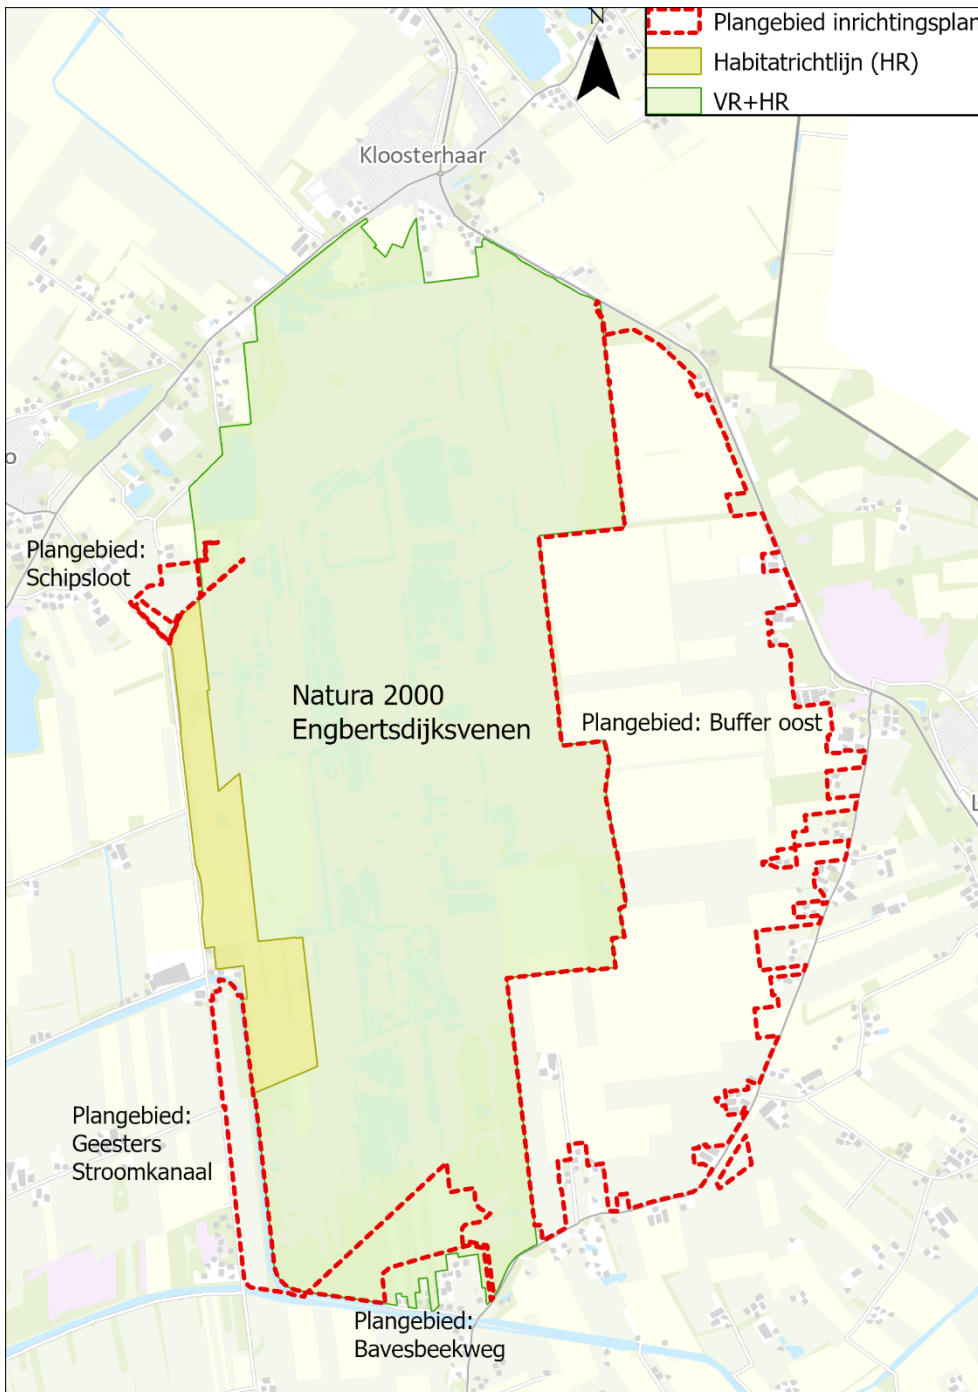 N
Plangebied inrichtingsplan
Habitatrichtlijn (HR)
VR+HR
Kloosterhaar
o
Plangebied:
Schipsloot
Natura 2000
Engbertsdijksvenen
Plangebied: Buffer oost
L
Plangebied:
Geesters
Stroomkanaal
Plangebied:
Bavesbeekweg